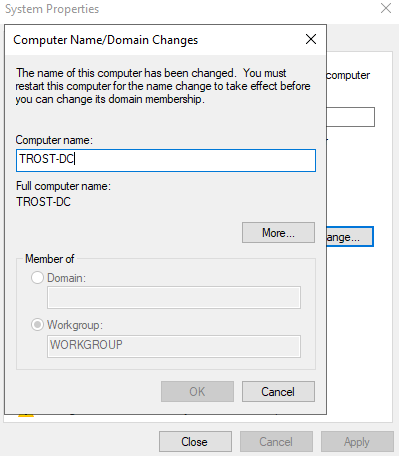 System Properties
Computer Name/Domain Changes
The name of this computer has been changed. You must
restart this computer for the name change to take effect before
you can change its domain membership.
computer
Computer name:
TROST-DC
Full computer name:
TROST-DC
More...
ange...
Member of
Domain:
Workgroup:
WORKGROUP
OK
Cancel
Close
Cancel
Apply